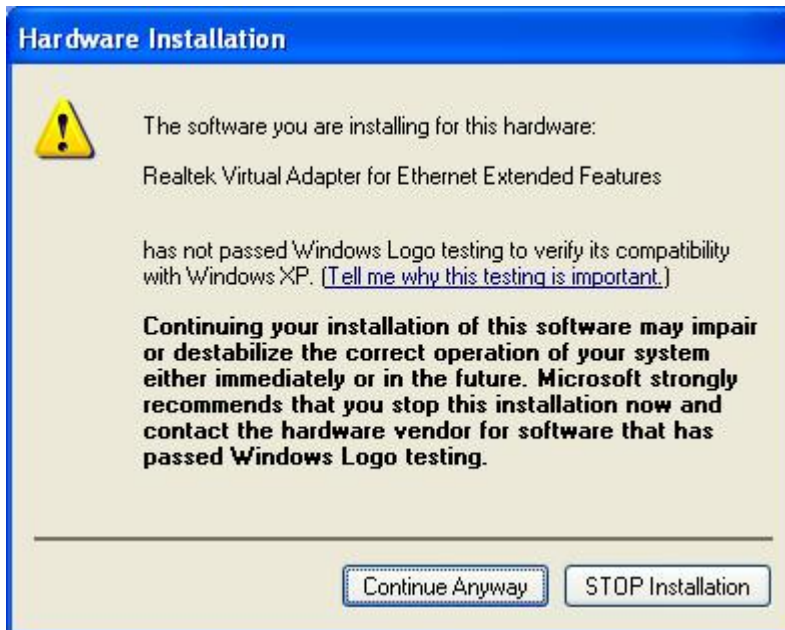 Hardware Installation
The software you are installing for this hardware:
Realtek Virtual Adapter for Ethernet Extended Features
has not passed Windows Logo testing to verify its compatibility
with Windows XP. (Tell me why this testing is important.)
Continuing your installation of this software may impair
or destabilize the correct operation of your system
either immediately or in the future. Microsoft strongly
recommends that you stop this installation now and
contact the hardware vendor for software that has
passed Windows Logo testing.
Continue Anyway
STOP Installation